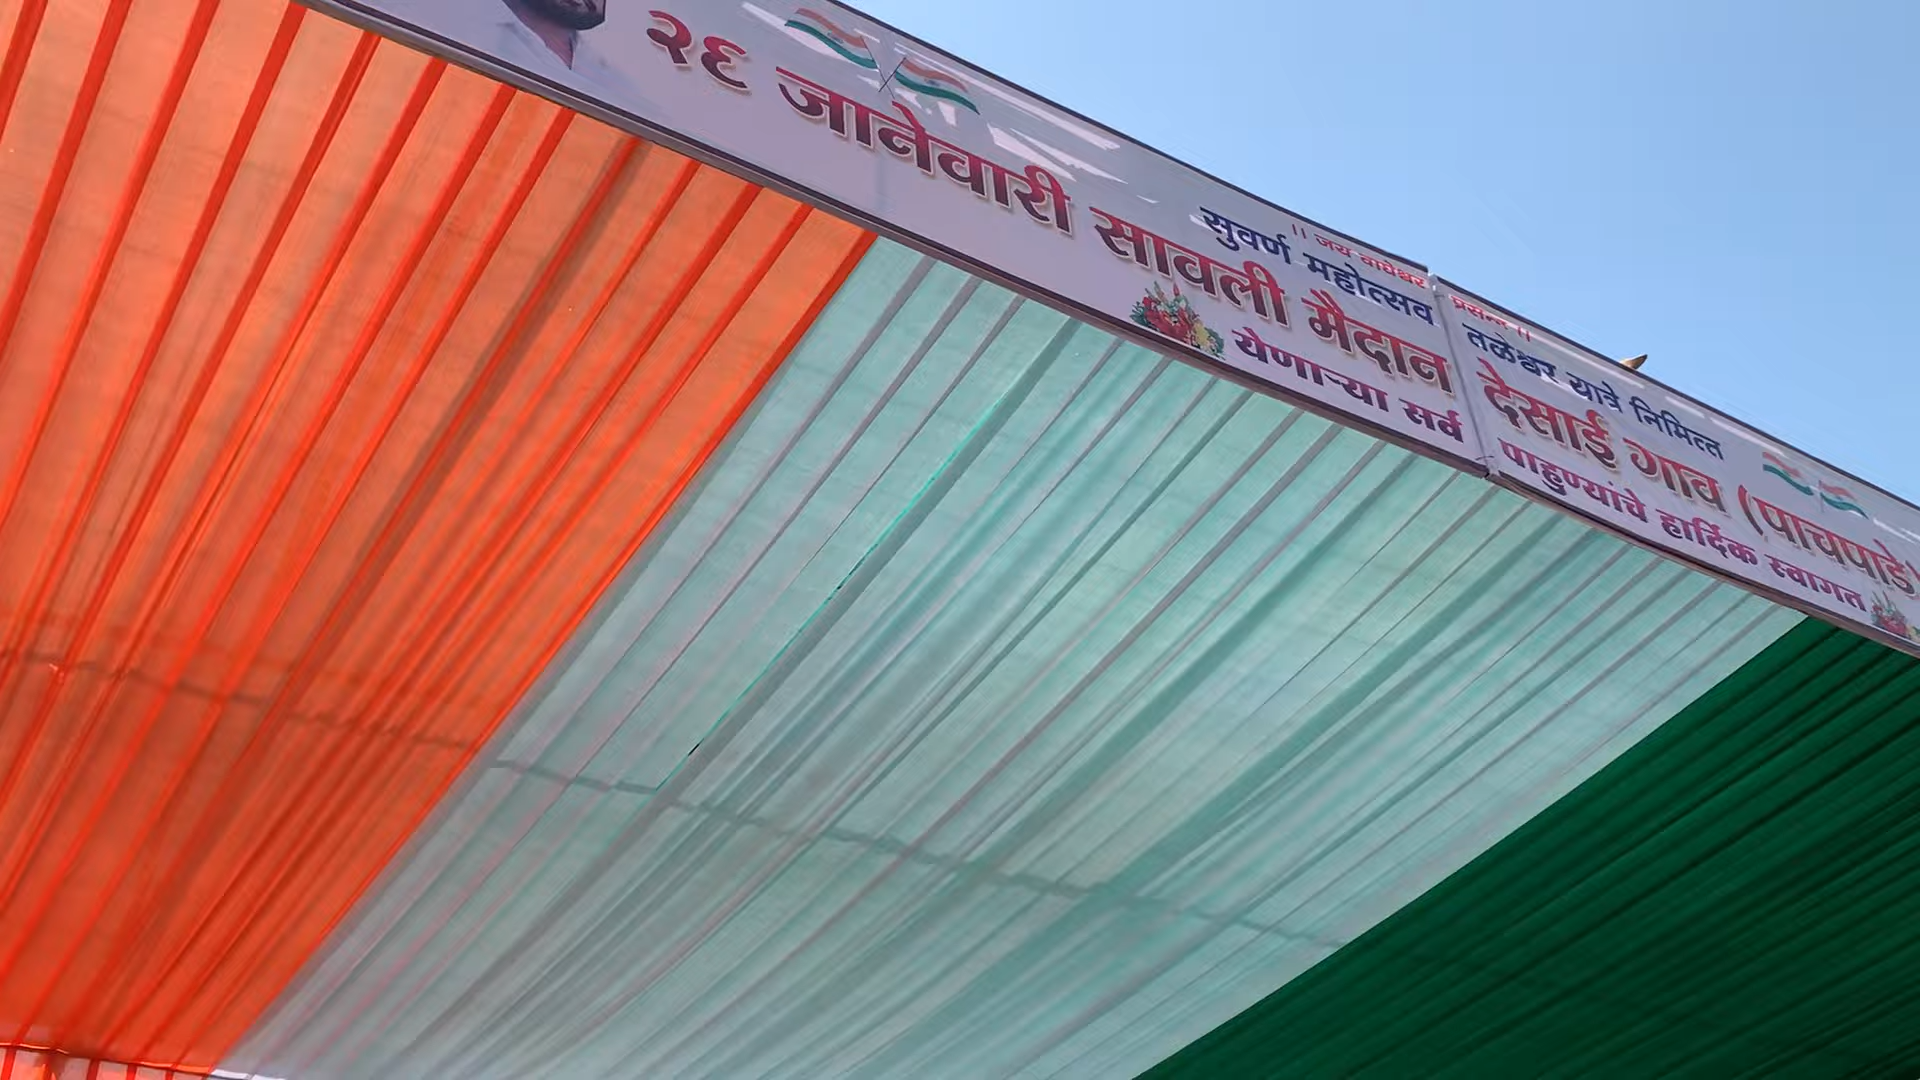 ।। जय वाघेश्वर प्रसन्न ।।
सुवर्ण महोत्सव तळेश्वर यात्रे निमित्त
२६ जानेवारी सावली मैदान देसाई गाव (पाचपाडे)
येणाऱ्या सर्व पाहुण्यांचे हार्दिक स्वागत